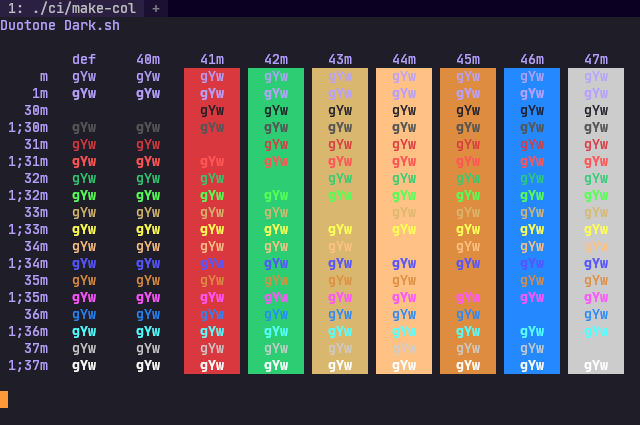 1: ./ci/make-col +
Duotone Dark.sh
def 40m 41m 42m 43m 44m 45m 46m 47m
m gYw gYw gYw gYw gYw gYw gYw gYw gYw
1m gYw gYw gYw gYw gYw gYw gYw gYw gYw
30m gYw gYw gYw gYw gYw gYw gYw
1;30m gYw gYw gYw gYw gYw gYw gYw gYw gYw
31m gYw gYw gYw gYw gYw gYw gYw gYw
1;31m gYw gYw gYw gYw gYw gYw gYw gYw gYw
32m gYw gYw gYw gYw gYw gYw gYw gYw
1;32m gYw gYw gYw gYw gYw gYw gYw gYw gYw
33m gYw gYw gYw gYw gYw gYw gYw gYw
1;33m gYw gYw gYw gYw gYw gYw gYw gYw gYw
34m gYw gYw gYw gYw gYw gYw gYw gYw
1;34m gYw gYw gYw gYw gYw gYw gYw gYw gYw
35m gYw gYw gYw gYw gYw gYw gYw gYw
1;35m gYw gYw gYw gYw gYw gYw gYw gYw gYw
36m gYw gYw gYw gYw gYw gYw gYw gYw
1;36m gYw gYw gYw gYw gYw gYw gYw gYw gYw
37m gYw gYw gYw gYw gYw gYw gYw gYw
1;37m gYw gYw gYw gYw gYw gYw gYw gYw gYw